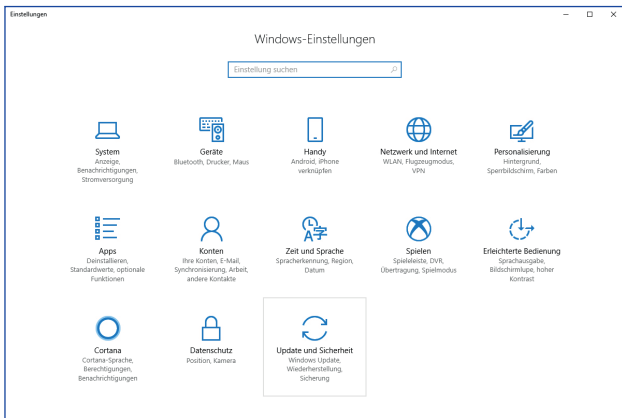 Einstellungen
Windows-Einstellungen
Einstellung suchen
System
Anzeige,
Benachrichtigungen,
Stromversorgung
Geräte
Bluetooth, Drucker, Maus
Handy
Android, iPhone
verknüpfen
Netzwerk und Internet
WLAN, Flugzeugmodus,
VPN
Personalisierung
Hintergrund,
Sperrbildschirm, Farben
Apps
Deinstallieren,
Standardwerte, optionale
Funktionen
Konten
Ihre Konten, E-Mail,
Synchronisierung, Arbeit,
andere Kontakte
Zeit und Sprache
Spracherkennung, Region,
Datum
Spielen
Spieleleiste, DVR,
Übertragung, Spielmodus
Erleichterte Bedienung
Sprachausgabe,
Bildschirmlupe, hoher
Kontrast
Cortana
Cortana-Sprache,
Berechtigungen,
Benachrichtigungen
Datenschutz
Position, Kamera
Update und Sicherheit
Windows Update,
Wiederherstellung,
Sicherung